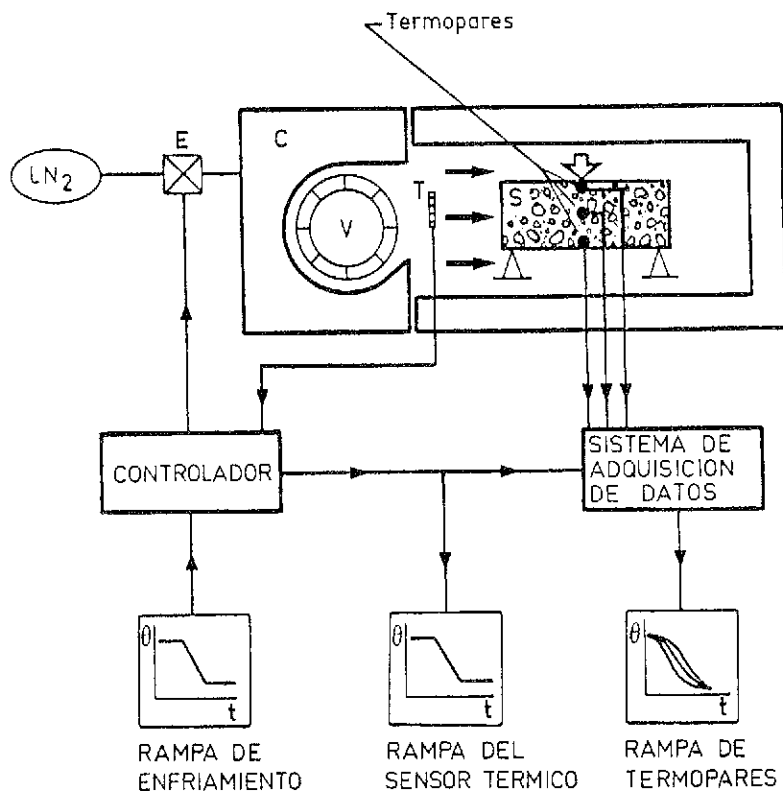 Termopares
E
C
LN2
T
S
V
CONTROLADOR
SISTEMA DE
ADQUISICION
DE DATOS
θ
t
θ
t
θ
t
RAMPA DE
ENFRIAMIENTO
RAMPA DEL
SENSOR TERMICO
RAMPA DE
TERMOPARES